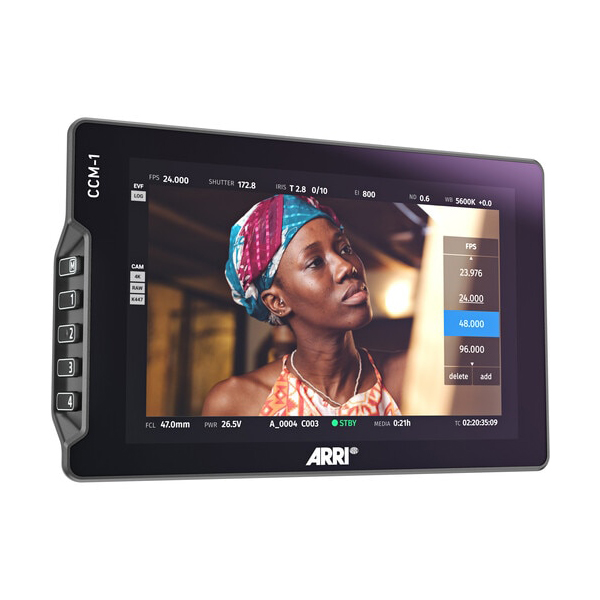 CCM-1
FPS 24.000 SHUTTER 172.8 IRIS T 2.8 0/10 EI 800 ND 0.6 WB 5600K +0.0
EVF
LOG
CAM
4K
RAW
K447
M
1
2
3
4
FPS
23,976
24.000
48.000
96.000
delete add
FCL 47.0mm PWR 26.5V A_0004 C003 STBY MEDIA 0:21h TC 02:20:35:09
ARRI